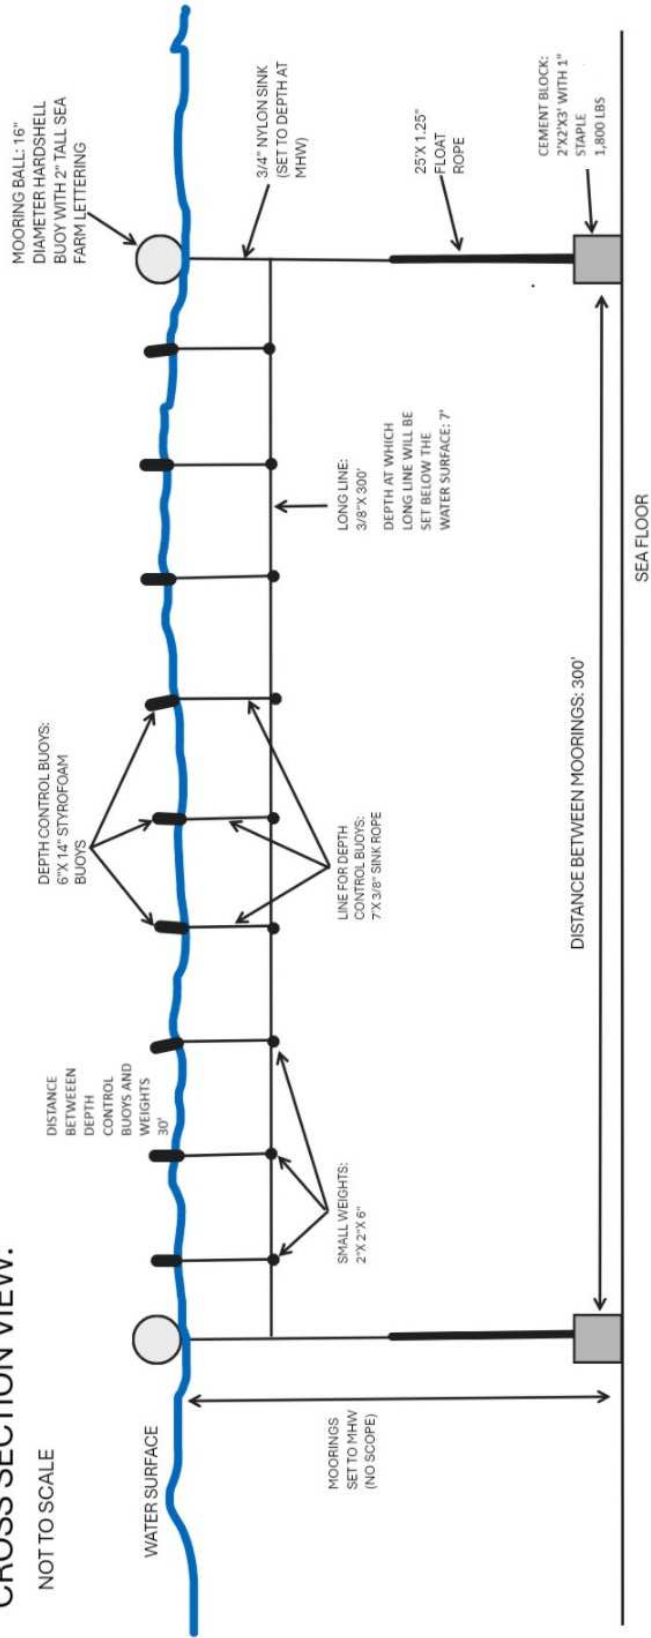 CROSS SECTION VIEW:
NOT TO SCALE
WATER SURFACE
DISTANCE
BETWEEEN
DEPTH
CONTROL
BUOYS AND
WEIGHTS
30'
DEPTH CONTROL BUOYS:
6"X 14" STYROFOAM
BUOYS
MOORING BALL: 16"
DIAMETER HARDSHELL
BUOY WITH 2" TALL SEA
FARM LETTERING
3/4" NYLON SINK
(SET TO DEPTH AT
MHW)
MOORINGS
SET TO MHW
(NO SCOPE)
SMALL WEIGHTS:
2"X 2"X 6"
LINE FOR DEPTH
CONTROL BUOYS:
7'X 3/8" SINK ROPE
LONG LINE:
3/8"X 300'
DEPTH AT WHICH
LONG LINE WILL BE
SET BELOW THE
WATER SURFACE: 7'
25'X 1.25"
FLOAT
ROPE
CEMENT BLOCK:
2'X2'X3' WITH 1"
STAPLE
1,800 LBS
DISTANCE BETWEEN MOORINGS: 300'
SEA FLOOR